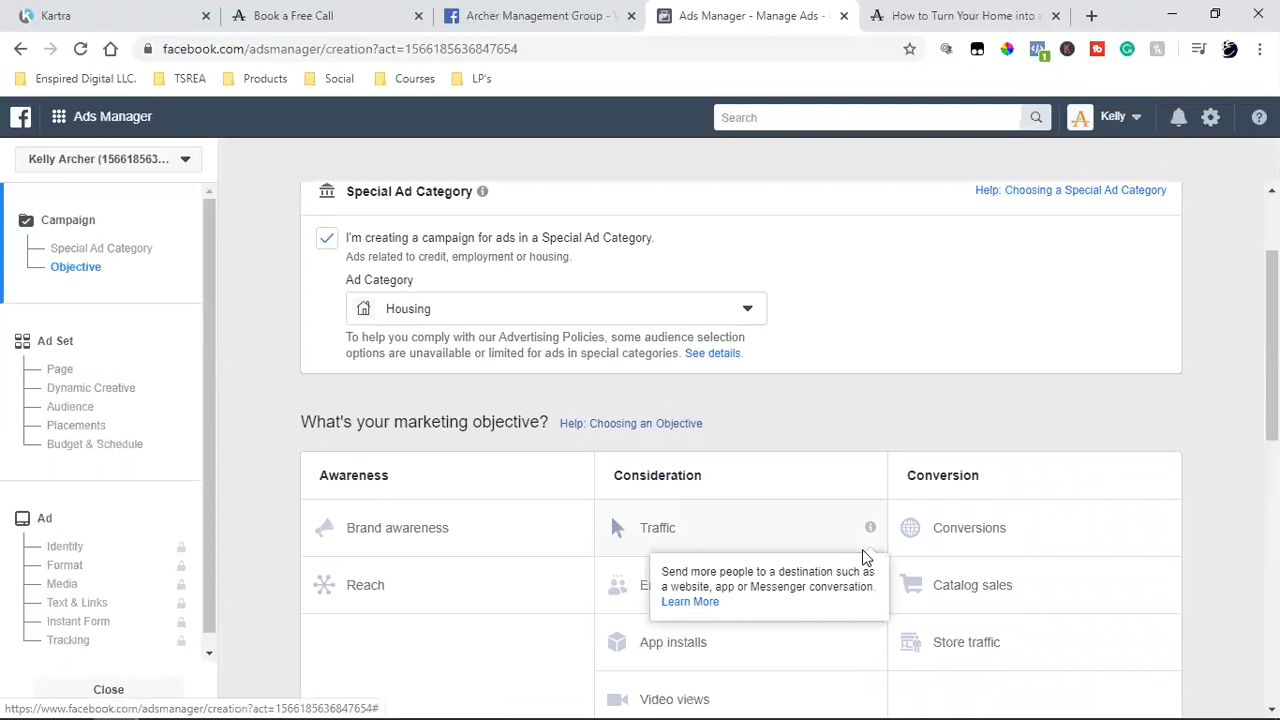 Kartra
Book a Free Call
Archer Management Group - W
Ads Manager - Manage Ads -
How to Turn Your Home into a
facebook.com/adsmanager/creation?act=1566185636847654
1
Enspired Digital LLC.
TSREA
Products
Social
Courses
LP's
Ads Manager
Search
Kelly
Kelly Archer (156618563...
Special Ad Category
Help: Choosing a Special Ad Category
Campaign
Special Ad Category
Objective
I'm creating a campaign for ads in a Special Ad Category.
Ads related to credit, employment or housing.
Ad Category
Housing
To help you comply with our Advertising Policies, some audience selection
options are unavailable or limited for ads in special categories. See details.
Ad Set
Page
Dynamic Creative
Audience
Placements
Budget & Schedule
What's your marketing objective?
Help: Choosing an Objective
Awareness
Consideration
Conversion
Brand awareness
Traffic
Conversions
Send more people to a destination such as
a website, app or Messenger conversation.
Learn More
Reach
Catalog sales
App installs
Store traffic
Video views
Ad
Identity
Format
Media
Text & Links
Instant Form
Tracking
Close
https://www.facebook.com/adsmanager/creation?act=1566185636847654#